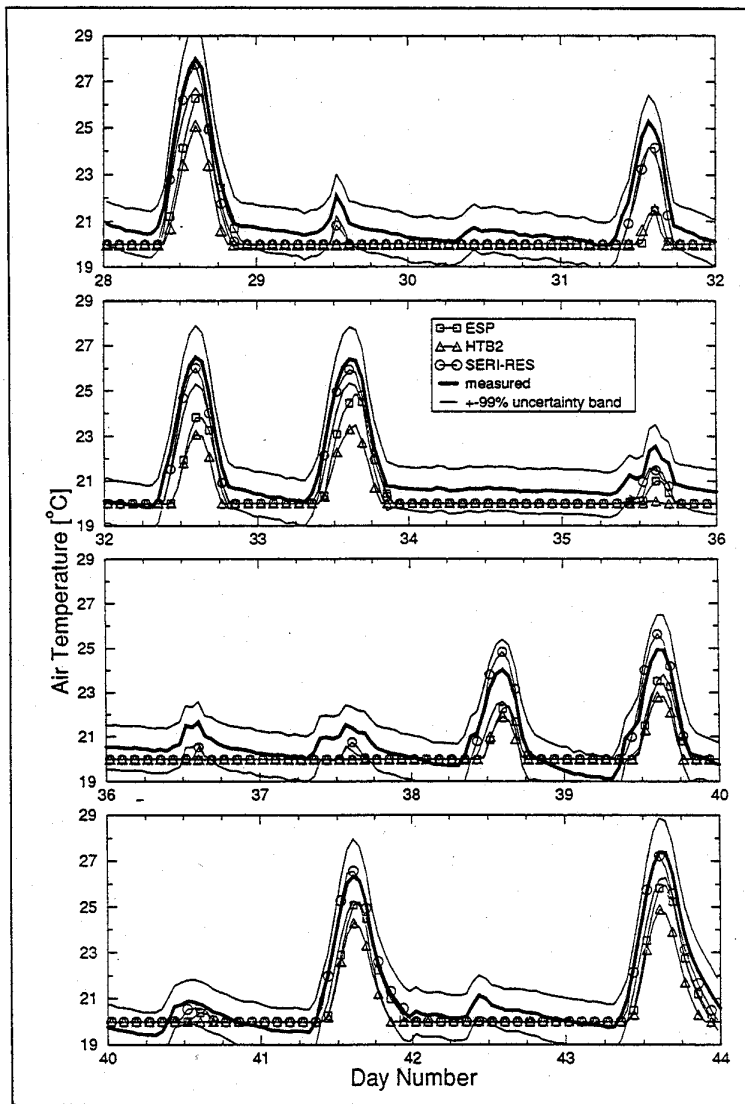 29
27
25
23
21
19
28 29 30 31 32
29
27
25
23
21
19
32 33 34 35 36
ESP
HTB2
SERI-RES
measured
+-99% uncertainty band
29
27
25
23
21
19
36 37 38 39 40
29
27
25
23
21
19
40 41 42 43 44
Air Temperature [°C]
Day Number